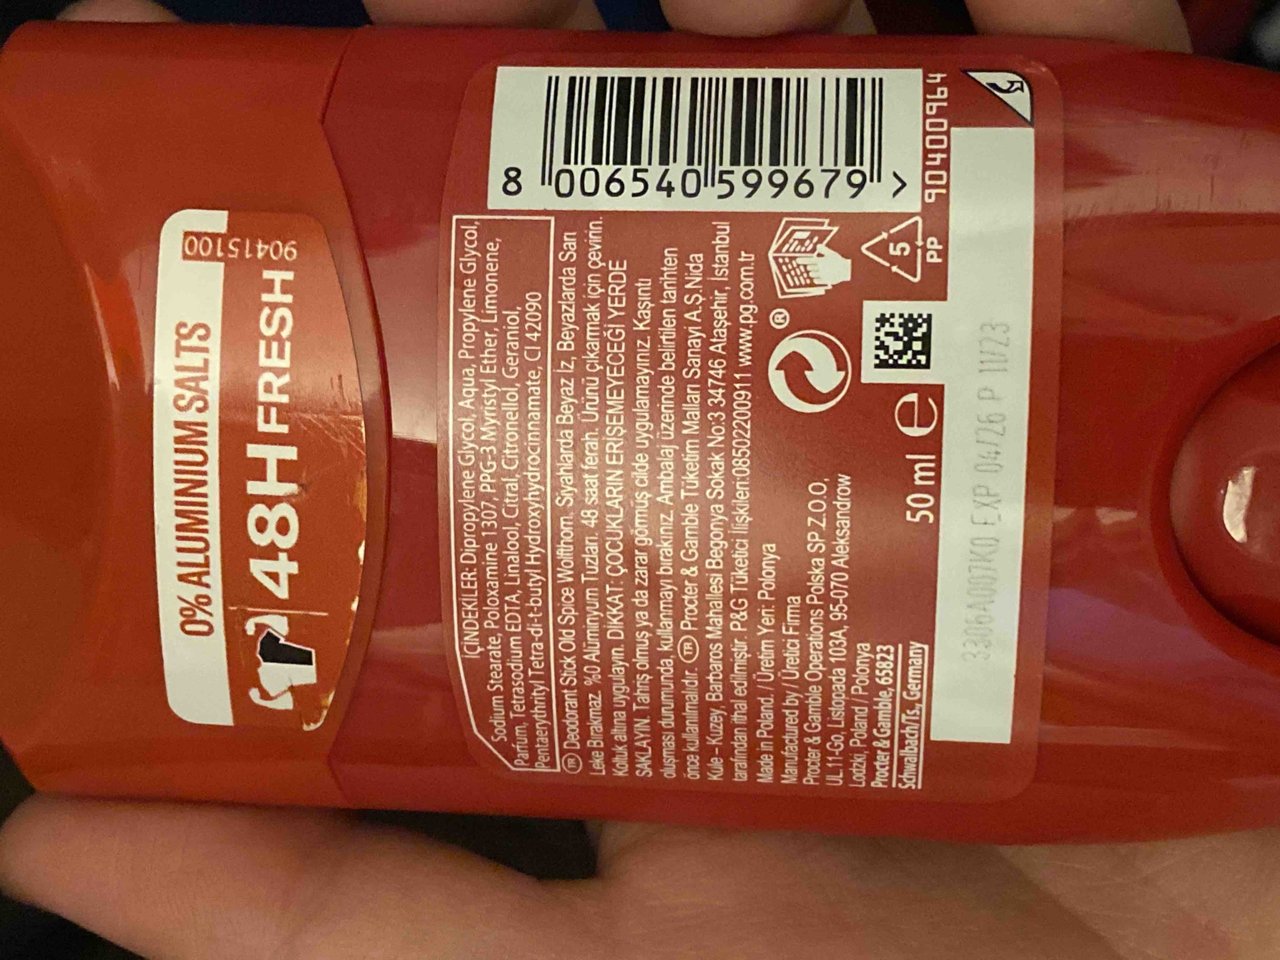 0% ALUMINIUM SALTS
48H FRESH
90415100
İÇİNDEKİLER: Dipropylene Glycol, Aqua, Propylene Glycol,
Sodium Stearate, Poloxamine 1307, PPG-3 Myristyl Ether, Limonene,
Parfum, Tetrasodium EDTA, Linalool, Citral, Citronellol, Geraniol,
Pentaerythrityl Tetra-di-t-butyl Hydroxyhydrocinnamate, CI 42090
TR Deodorant Stick Old Spice Wolfthorn. Siyahlarda Beyaz İz, Beyazlarda Sarı
Leke Bırakmaz. %0 Alüminyum Tuzları. 48 saat ferah. Ürünü çıkarmak için çevirin.
Koltuk altına uygulayın. DİKKAT: ÇOCUKLARIN ERİŞEMEYECEĞİ YERDE
SAKLAYIN. Tahriş olmuş ya da zarar görmüş cilde uygulamayınız. Kaşıntı
oluşması durumunda, kullanmayı bırakınız. Ambalaj üzerinde belirtilen tarihten
önce kullanılmalıdır. TR Procter & Gamble Tüketim Malları Sanayi A.Ş.Nida
Kule – Kuzey, Barbaros Mahallesi Begonya Sokak No:3 34746 Ataşehir, İstanbul
tarafından ithal edilmiştir. P&G Tüketici İlişkileri:08502200911 www.pg.com.tr
Made in Poland. / Üretim Yeri: Polonya
Manufactured by / Üretici Firma
Procter & Gamble Operations Polska SP.Z.O.O,
UL.11-Go, Listopada 103A, 95-070 Aleksandrow
Lodzki, Poland / Polonya
Procter & Gamble, 65823
Schwalbach/Ts, Germany
8 006540 599679 >
®
50 ml e
5
PP
90400964
3306A007K0 EXP 04/26 P 11/23